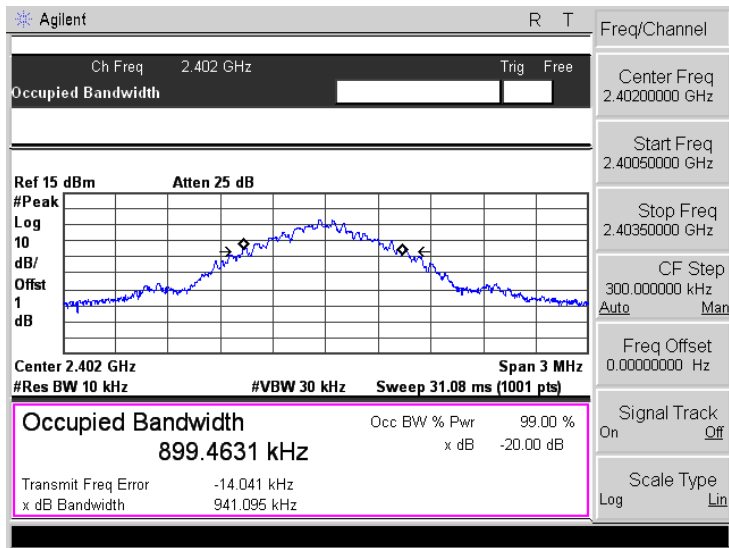 Agilent R T
Ch Freq 2.402 GHz Trig Free
Occupied Bandwidth
Ref 15 dBm Atten 25 dB
#Peak
Log
10
dB/
Offst
1
dB
Center 2.402 GHz Span 3 MHz
#Res BW 10 kHz #VBW 30 kHz Sweep 31.08 ms (1001 pts)
Occupied Bandwidth
899.4631 kHz
Occ BW % Pwr 99.00 %
x dB -20.00 dB
Transmit Freq Error -14.041 kHz
x dB Bandwidth 941.095 kHz
Freq/Channel
Center Freq
2.40200000 GHz
Start Freq
2.40050000 GHz
Stop Freq
2.40350000 GHz
CF Step
300.000000 kHz
Auto Man
Freq Offset
0.00000000 Hz
Signal Track
On Off
Scale Type
Log Lin